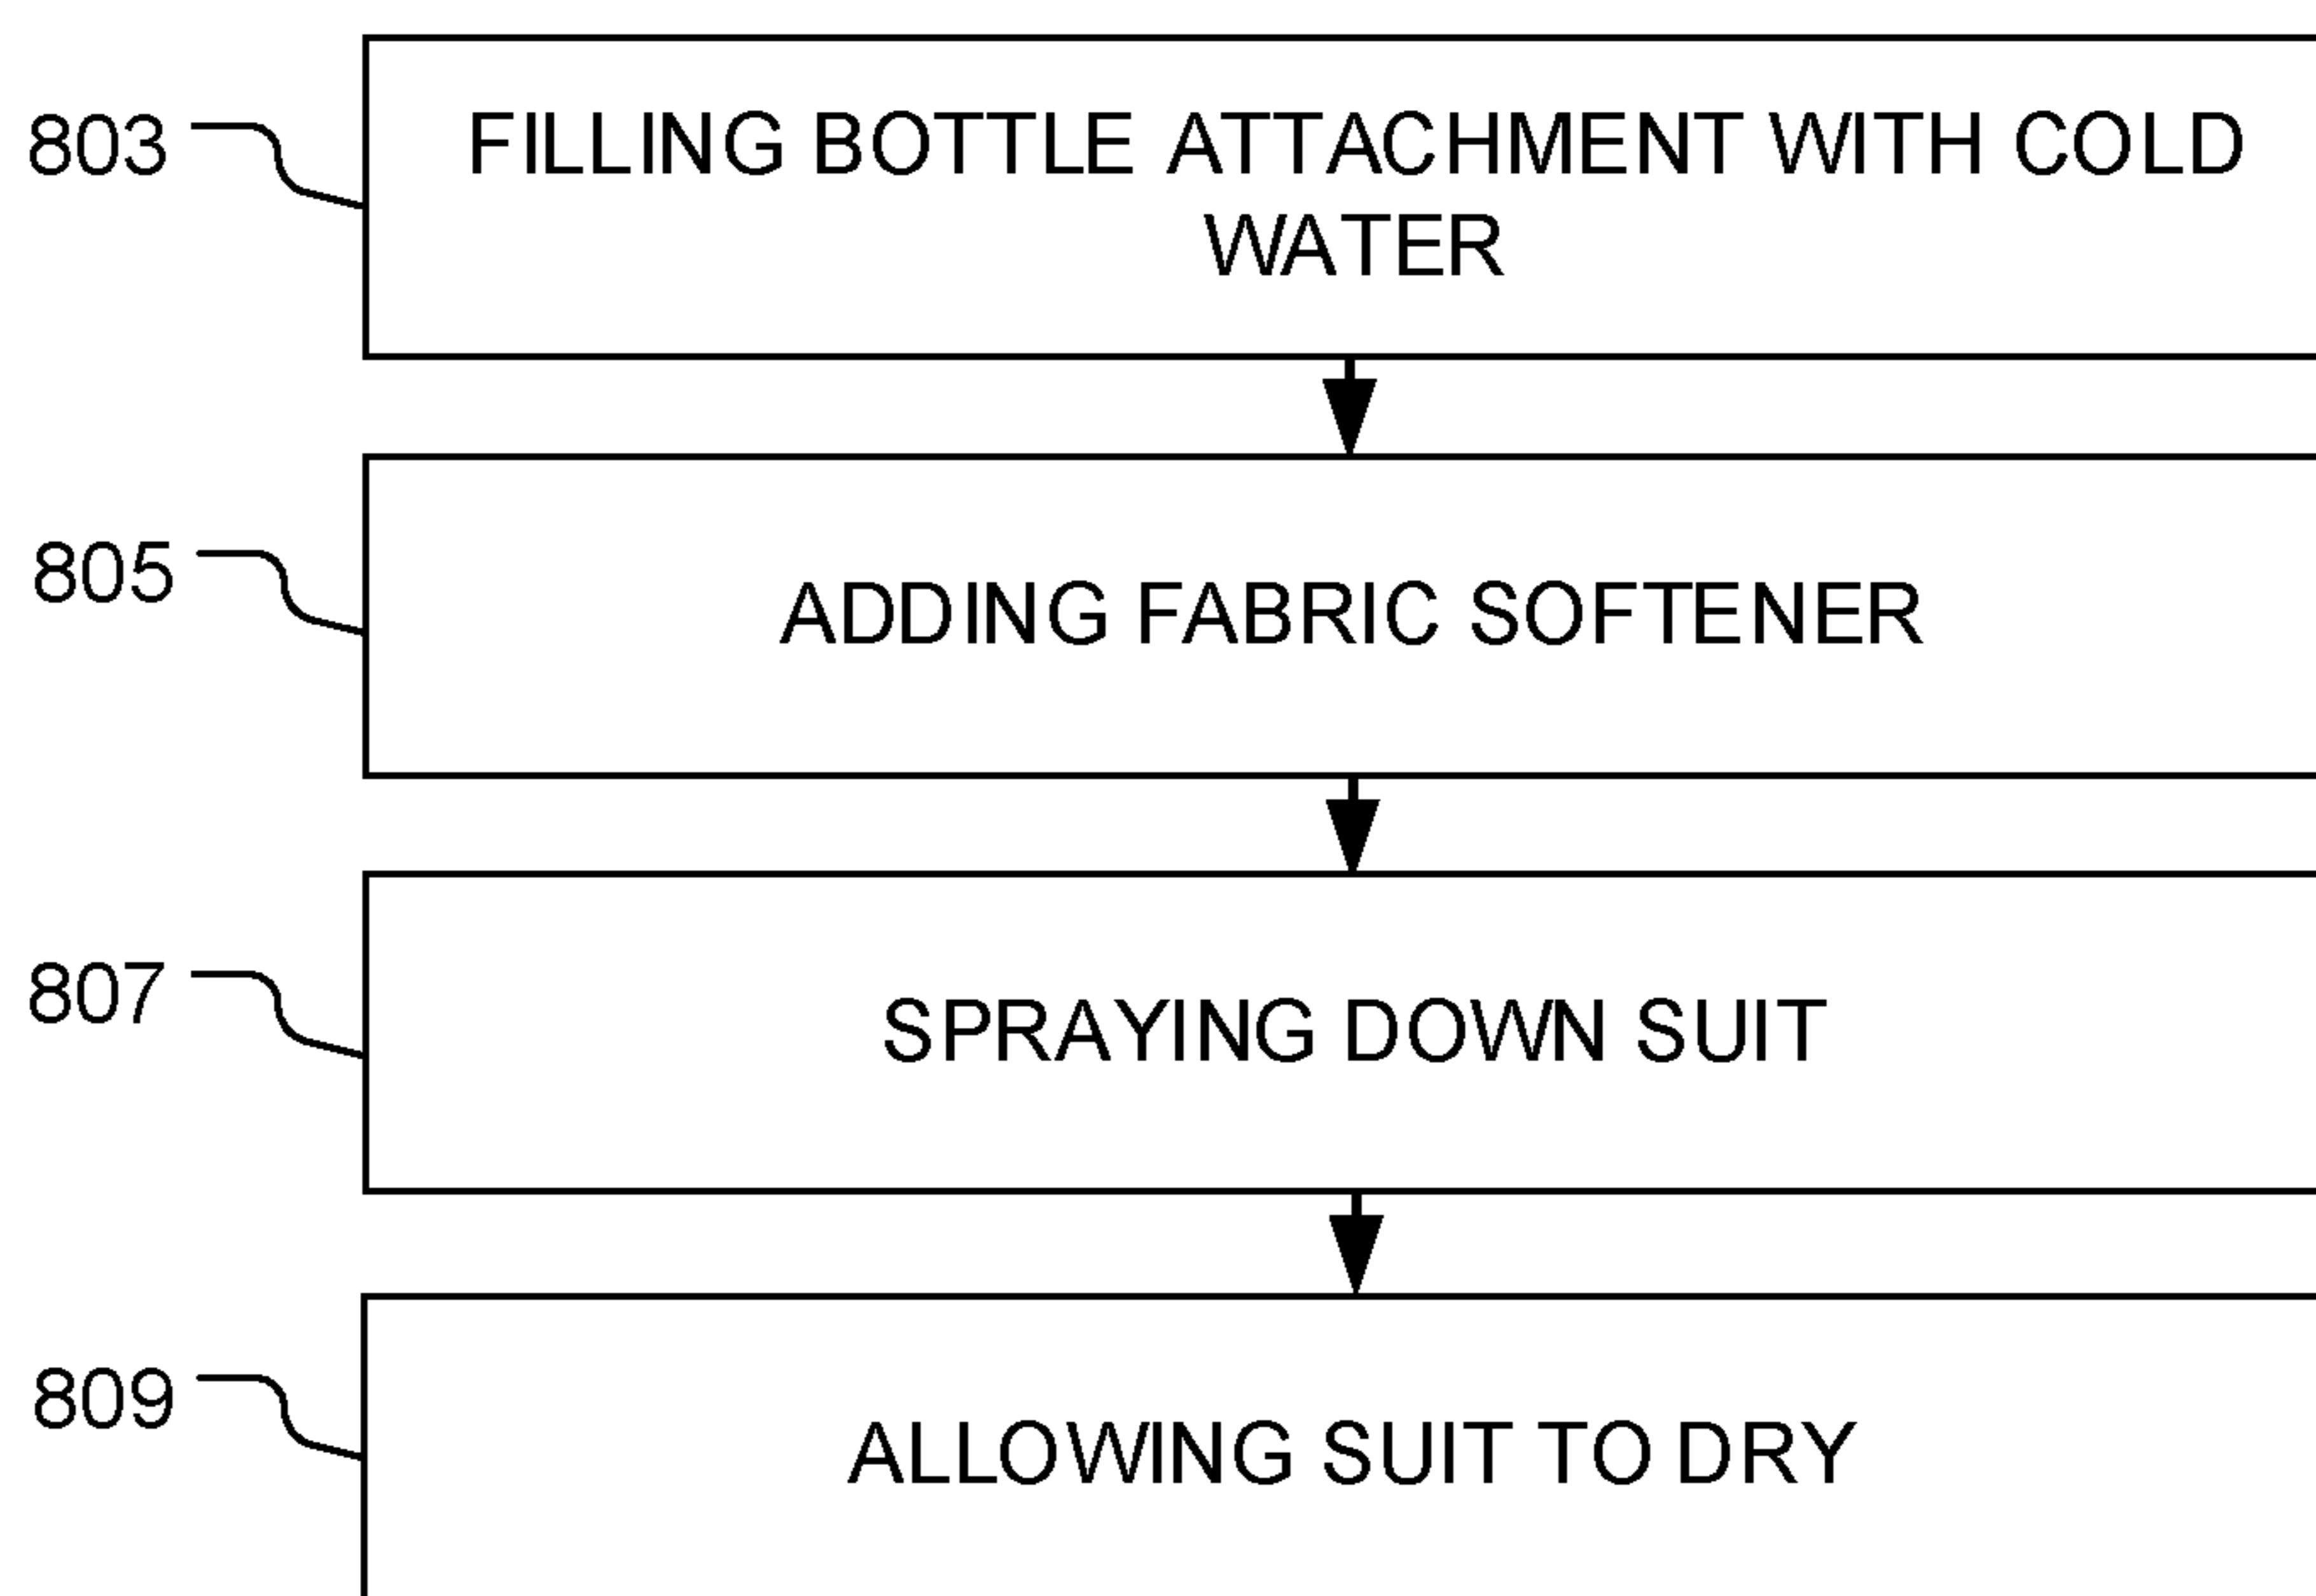 803
FILLING BOTTLE ATTACHMENT WITH COLD
WATER
805
ADDING FABRIC SOFTENER
807
SPRAYING DOWN SUIT
809
ALLOWING SUIT TO DRY